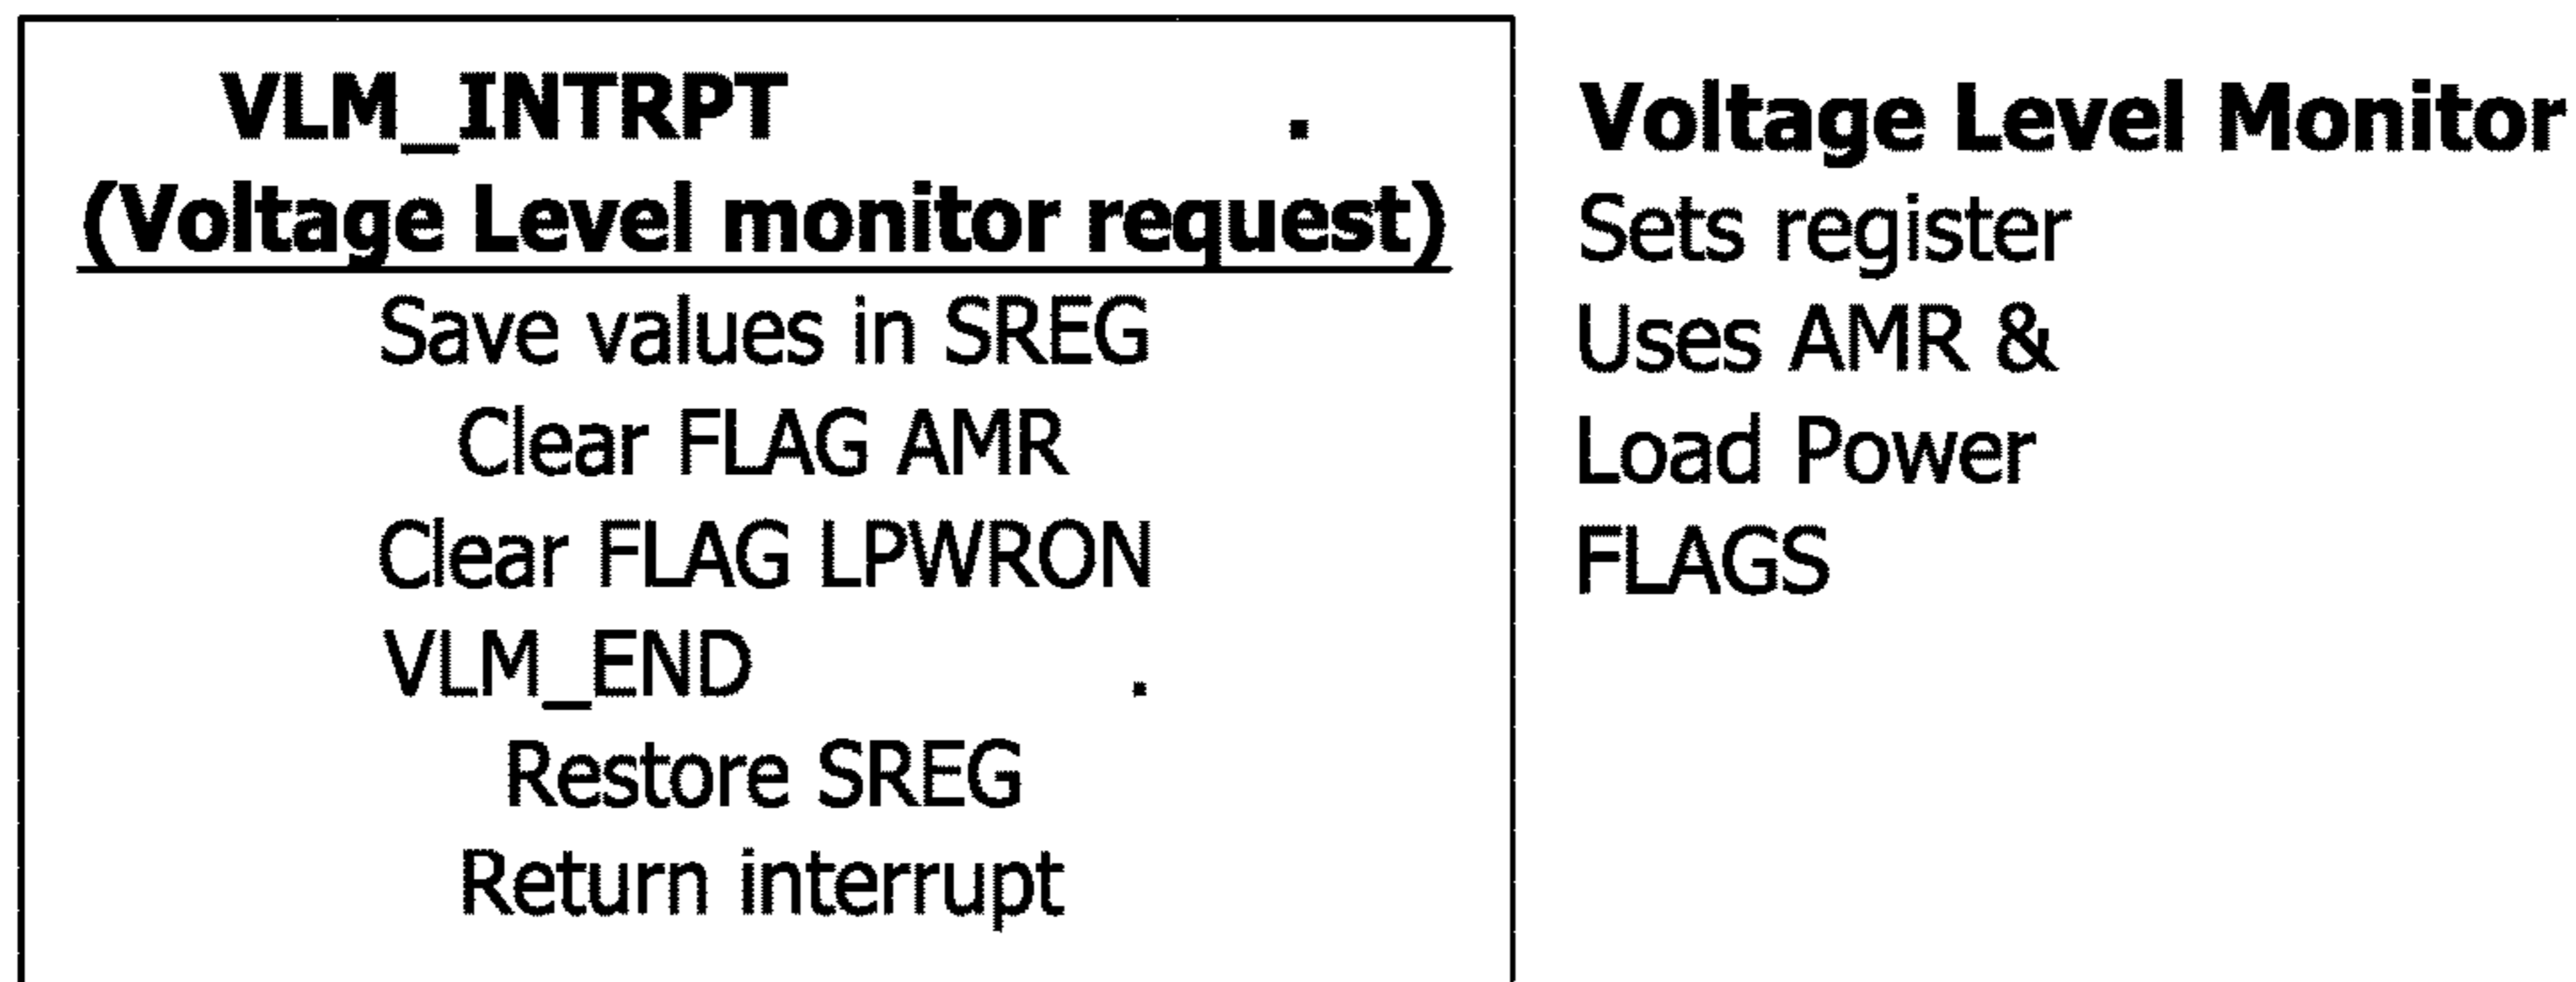 VLM_INTRPT .
(Voltage Level monitor request)
Save values in SREG
Clear FLAG AMR
Clear FLAG LPWRON
VLM_END .
Restore SREG
Return interrupt
Voltage Level Monitor
Sets register
Uses AMR &
Load Power
FLAGS